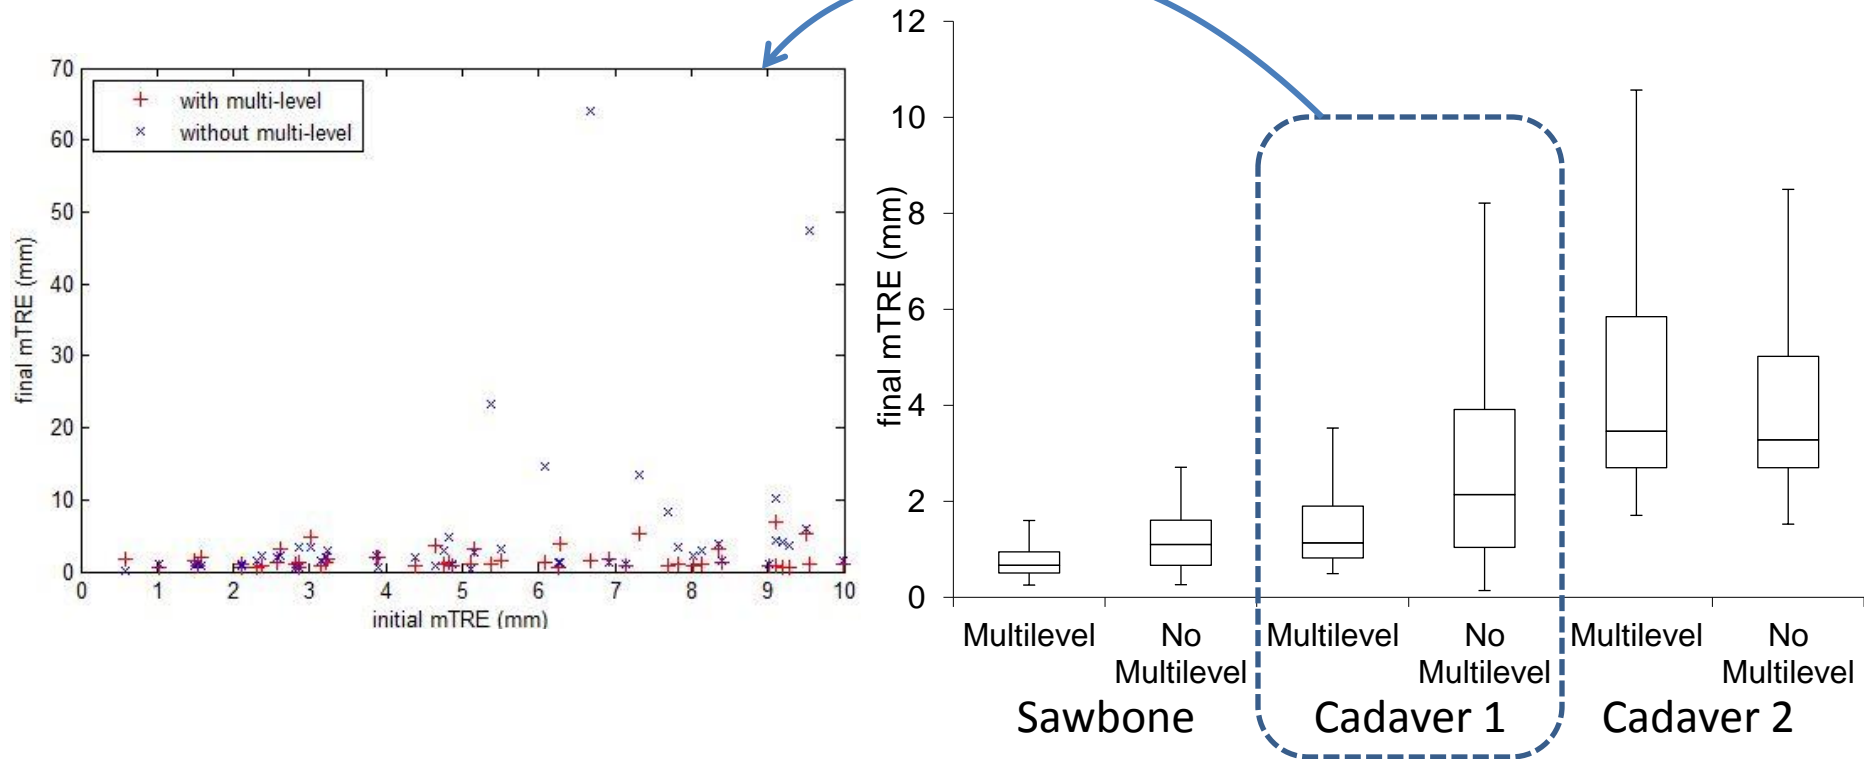 70
60
50
40
30
20
10
0
final mTRE (mm)
with multi-level
without multi-level
0 1 2 3 4 5 6 7 8 9 10
initial mTRE (mm)
12
10
8
6
4
2
0
final mTRE (mm)
Multilevel
No
Multilevel
Multilevel
No
Multilevel
Multilevel
No
Multilevel
Sawbone
Cadaver 1
Cadaver 2